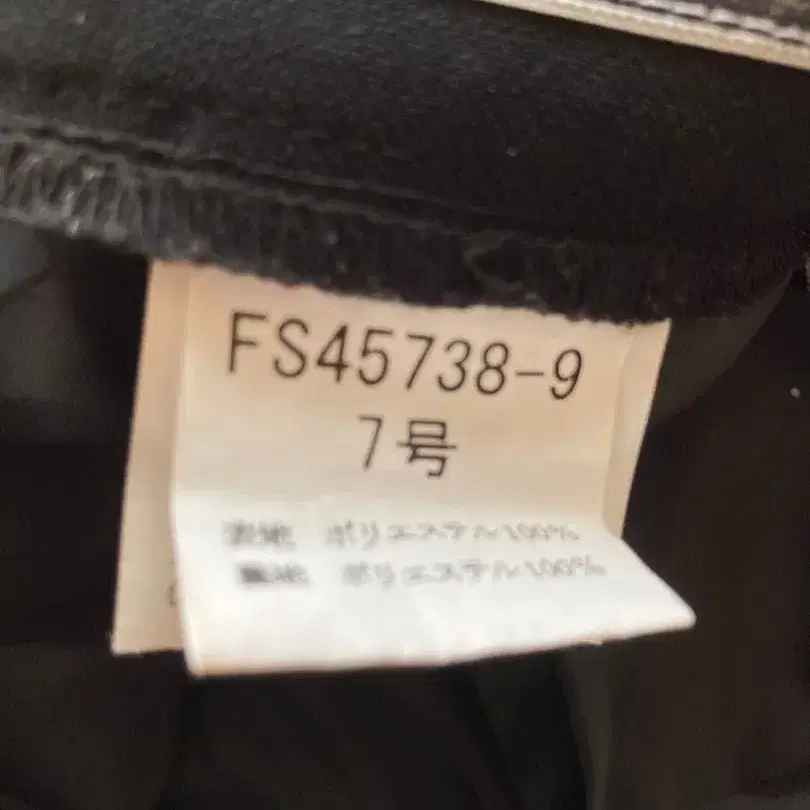 FS45738-9
7号
表地 ポリエステル100%
裏地 ポリエステル100%